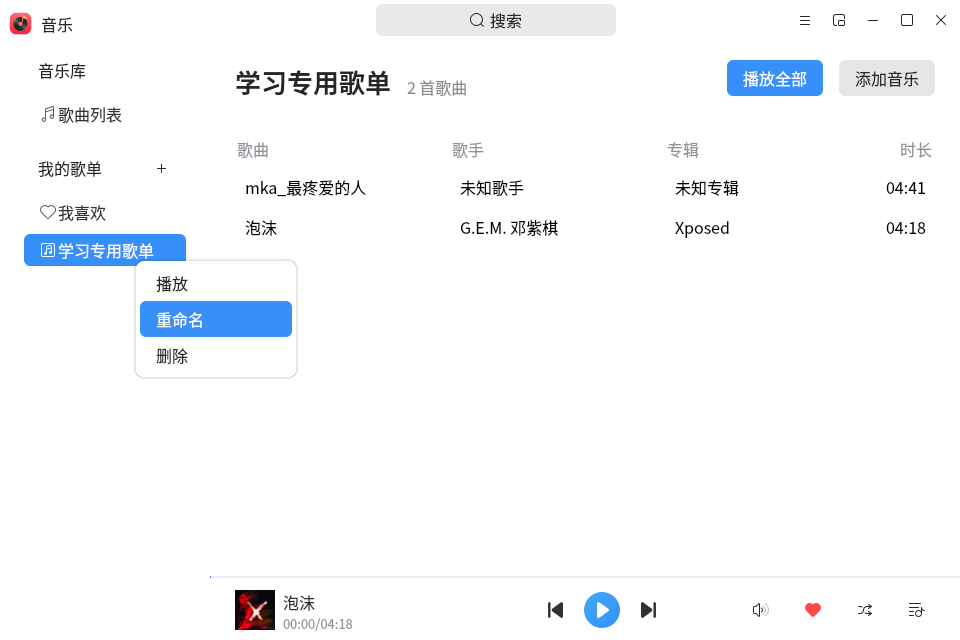 音乐
搜索
音乐库
歌曲列表
我的歌单
我喜欢
学习专用歌单
播放
重命名
删除
学习专用歌单 2 首歌曲
播放全部
添加音乐
歌曲 歌手 专辑 时长
mka_最疼爱的人 未知歌手 未知专辑 04:41
泡沫 G.E.M. 邓紫棋 Xposed 04:18
泡沫
00:00/04:18